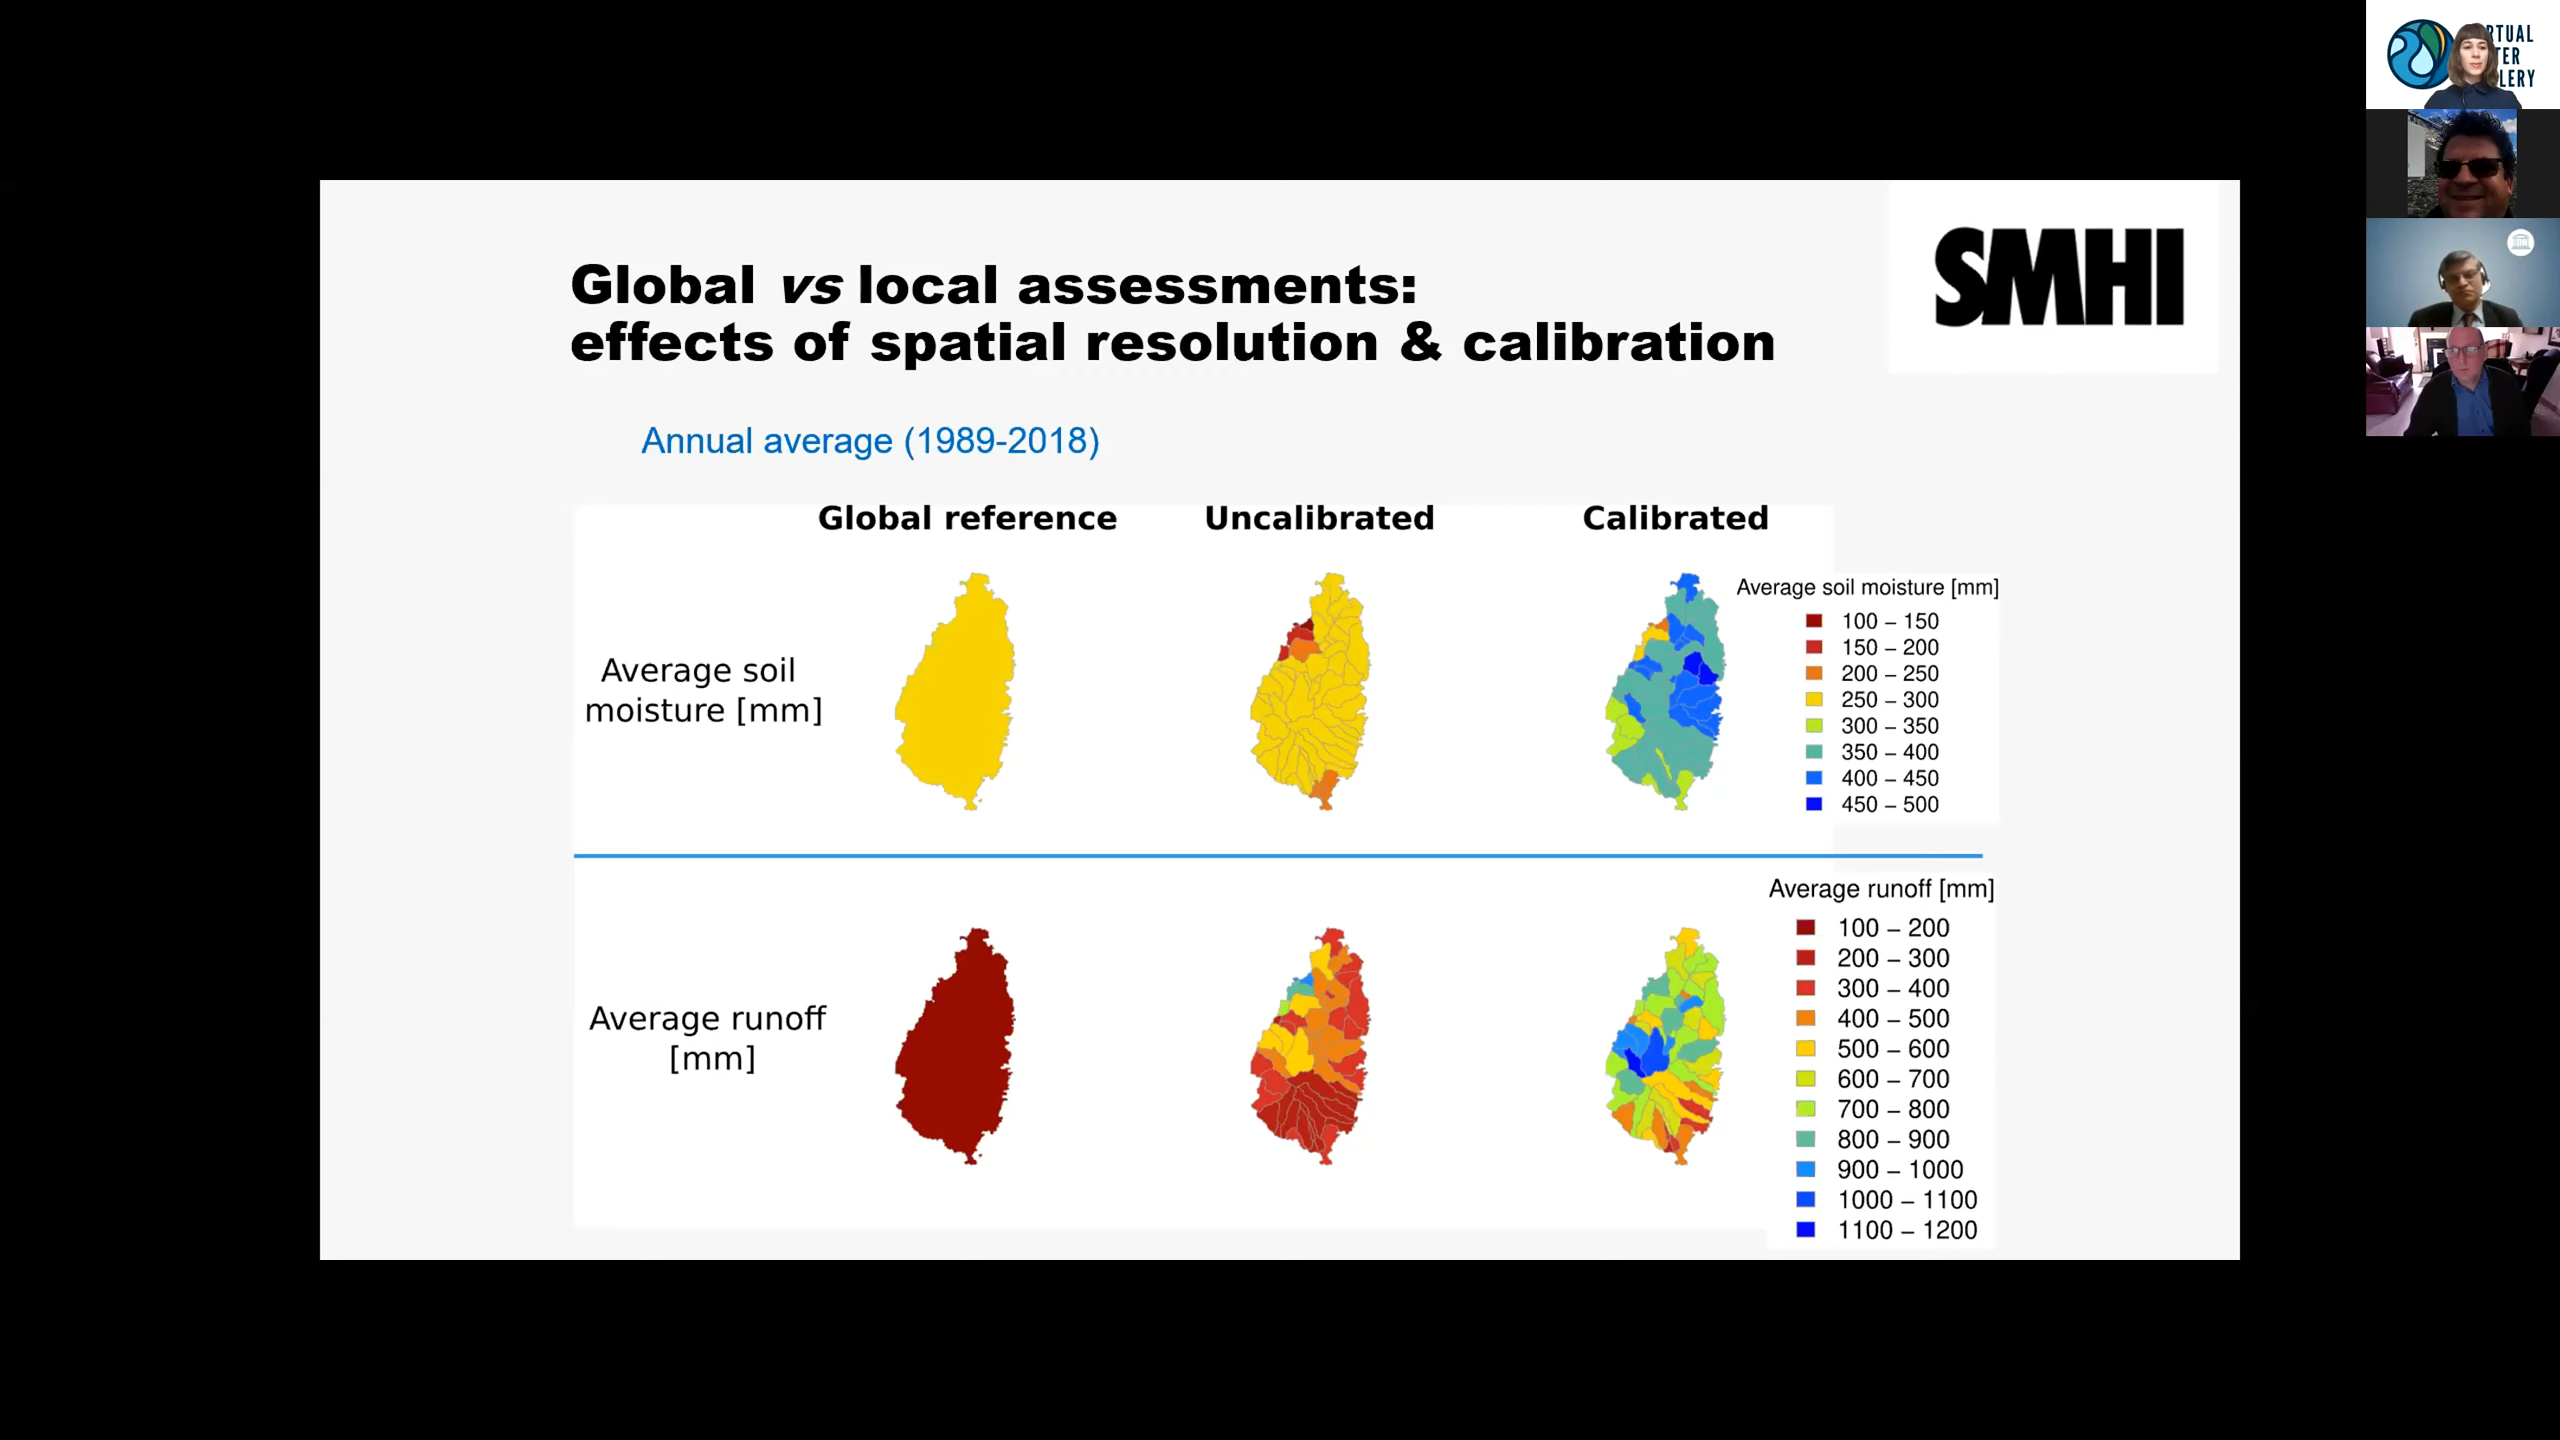 Global vs local assessments:
effects of spatial resolution & calibration
SMHI
Annual average (1989-2018)
Global reference
Uncalibrated
Calibrated
Average soil
moisture [mm]
Average soil moisture [mm]
100 – 150
150 – 200
200 – 250
250 – 300
300 – 350
350 – 400
400 – 450
450 – 500
Average runoff
[mm]
Average runoff [mm]
100 – 200
200 – 300
300 – 400
400 – 500
500 – 600
600 – 700
700 – 800
800 – 900
900 – 1000
1000 – 1100
1100 – 1200